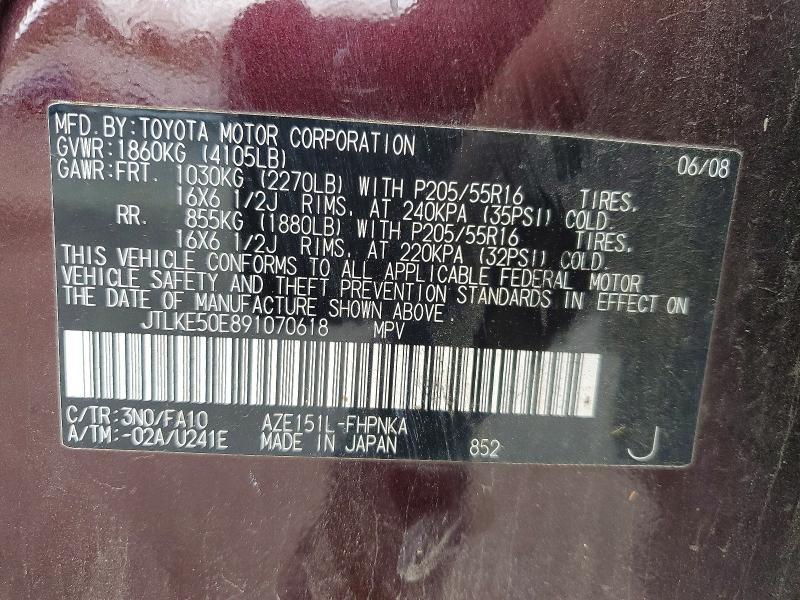 MFD.BY:TOYOTA MOTOR CORPORATION 06/08
GVWR:1860KG (4105LB)
GAWR:FRT. 1030KG (2270LB) WITH P205/55R16 TIRES,
16X6 1/2J RIMS, AT 240KPA (35PSI) COLD.
RR. 855KG (1880LB) WITH P205/55R16 TIRES,
16X6 1/2J RIMS, AT 220KPA (32PSI) COLD.
THIS VEHICLE CONFORMS TO ALL APPLICABLE FEDERAL MOTOR
VEHICLE SAFETY AND THEFT PREVENTION STANDARDS IN EFFECT ON
THE DATE OF MANUFACTURE SHOWN ABOVE.
JTLKE50E891070618 MPV
C/TR:3N0/FA10 AZE151L-FHPNKA
A/TM:-02A/U241E MADE IN JAPAN 852 J